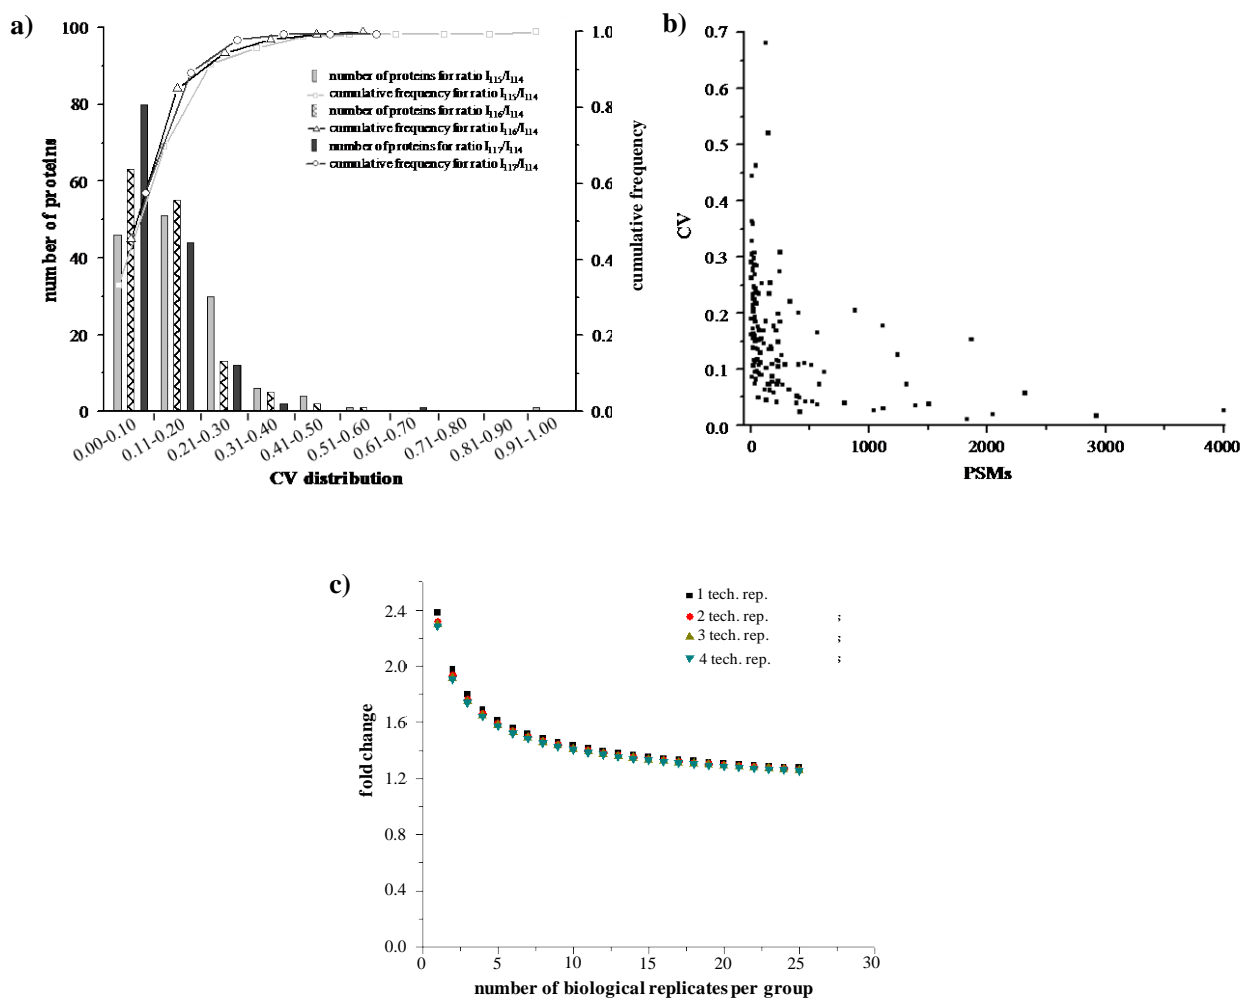 a)
100
80
60
40
20
0
number of proteins
1.0
0.8
0.6
0.4
0.2
0.0
cumulative frequency
number of proteins for ratio I115/I114
cumulative frequency for ratio I115/I114
number of proteins for ratio I116/I114
cumulative frequency for ratio I116/I114
number of proteins for ratio I117/I114
cumulative frequency for ratio I117/I114
0.00-0.10
0.11-0.20
0.21-0.30
0.31-0.40
0.41-0.50
0.51-0.60
0.61-0.70
0.71-0.80
0.81-0.90
0.91-1.00
CV distribution
b)
0.7
0.6
0.5
0.4
0.3
0.2
0.1
0.0
CV
0
1000
2000
3000
4000
PSMs
c)
2.4
2.0
1.6
1.2
0.8
0.4
0.0
fold change
1 tech. rep.
2 tech. rep. s
3 tech. rep. s
4 tech. rep. s
0
5
10
15
20
25
30
number of biological replicates per group